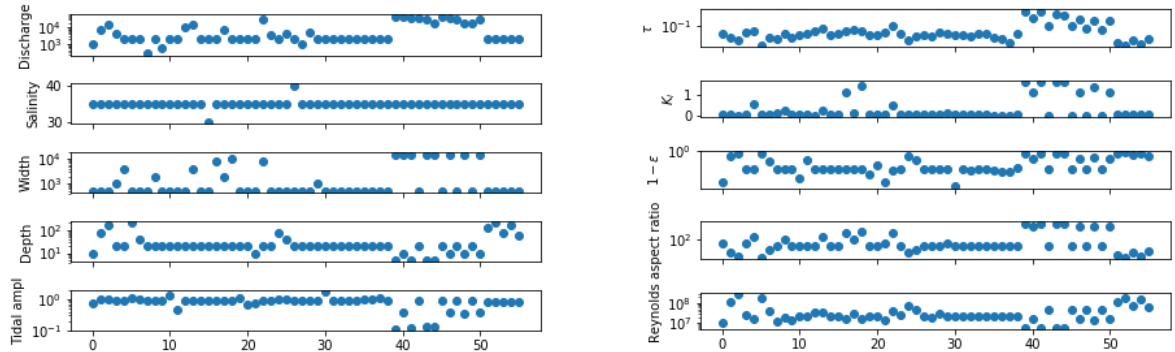 Discharge
10⁴
10³
Salinity
40
30
Width
10⁴
10³
Depth
10²
10¹
Tidal ampl
10⁰
10⁻¹
0 10 20 30 40 50
τ
10⁻¹
Kₗ
1
0
1 − ε
10⁰
Reynolds aspect ratio
10²
10⁸
10⁷
0 10 20 30 40 50